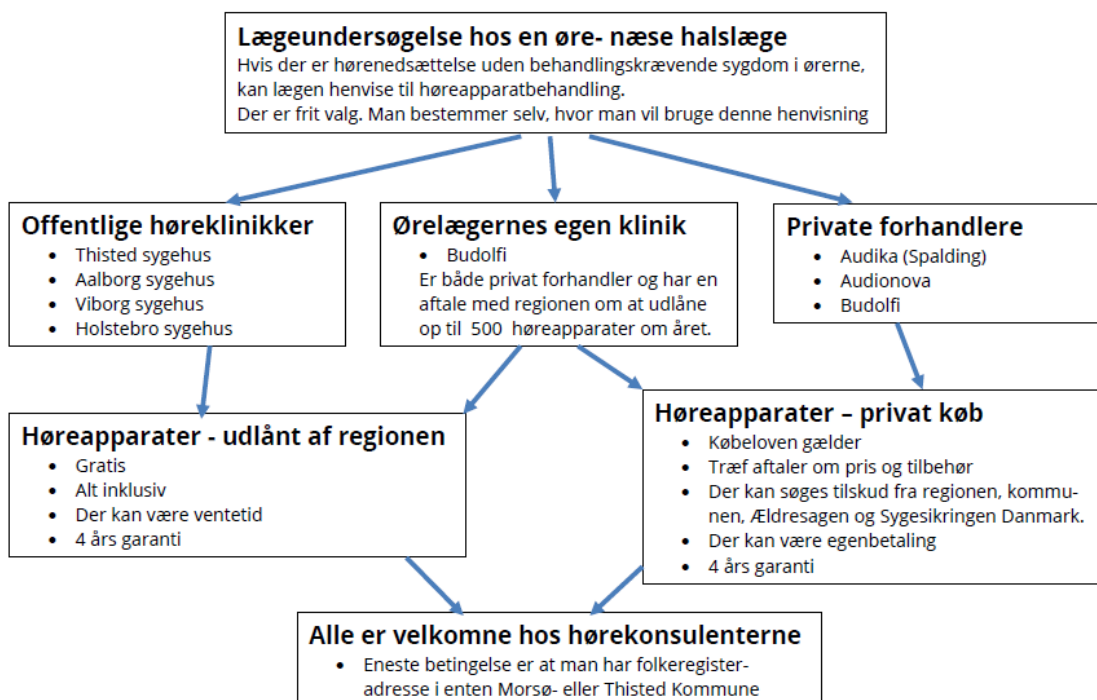 Lægeundersøgelse hos en øre- næse halslæge
Hvis der er hørenedsættelse uden behandlingskrævende sygdom i ørerne,
kan lægen henvise til høreapparatbehandling.
Der er frit valg. Man bestemmer selv, hvor man vil bruge denne henvisning
Offentlige høreklinikker
• Thisted sygehus
• Aalborg sygehus
• Viborg sygehus
• Holstebro sygehus
Ørelægernes egen klinik
• Budolfi
Er både privat forhandler og har en
aftale med regionen om at udlåne
op til 500 høreapparater om året.
Private forhandlere
• Audika (Spalding)
• Audionova
• Budolfi
Høreapparater - udlånt af regionen
• Gratis
• Alt inklusiv
• Der kan være ventetid
• 4 års garanti
Høreapparater – privat køb
• Købeloven gælder
• Træf aftaler om pris og tilbehør
• Der kan søges tilskud fra regionen, kommu-
nen, Ældresagen og Sygesikringen Danmark.
• Der kan være egenbetaling
• 4 års garanti
Alle er velkomne hos hørekonsulenterne
• Eneste betingelse er at man har folkeregister-
adresse i enten Morsø- eller Thisted Kommune